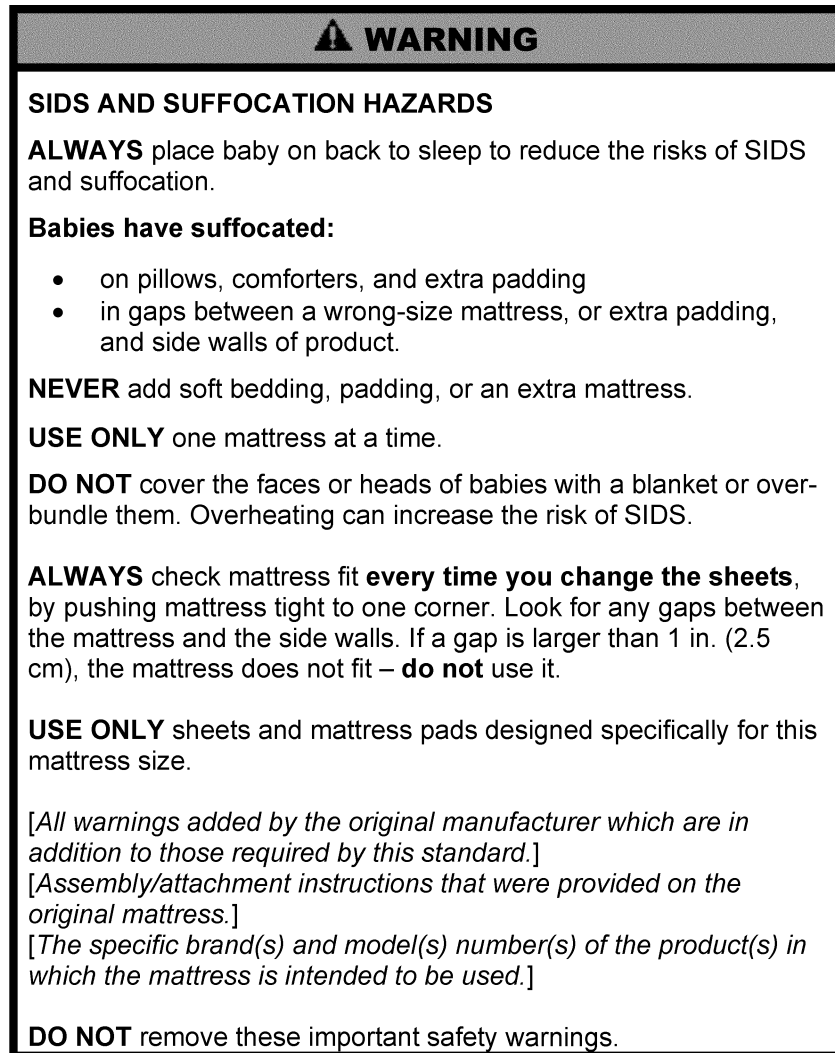 ⚠ WARNING
SIDS AND SUFFOCATION HAZARDS
ALWAYS place baby on back to sleep to reduce the risks of SIDS
and suffocation.
Babies have suffocated:
• on pillows, comforters, and extra padding
• in gaps between a wrong-size mattress, or extra padding,
and side walls of product.
NEVER add soft bedding, padding, or an extra mattress.
USE ONLY one mattress at a time.
DO NOT cover the faces or heads of babies with a blanket or over-
bundle them. Overheating can increase the risk of SIDS.
ALWAYS check mattress fit every time you change the sheets,
by pushing mattress tight to one corner. Look for any gaps between
the mattress and the side walls. If a gap is larger than 1 in. (2.5
cm), the mattress does not fit – do not use it.
USE ONLY sheets and mattress pads designed specifically for this
mattress size.
[All warnings added by the original manufacturer which are in
addition to those required by this standard.]
[Assembly/attachment instructions that were provided on the
original mattress.]
[The specific brand(s) and model(s) number(s) of the product(s) in
which the mattress is intended to be used.]
DO NOT remove these important safety warnings.